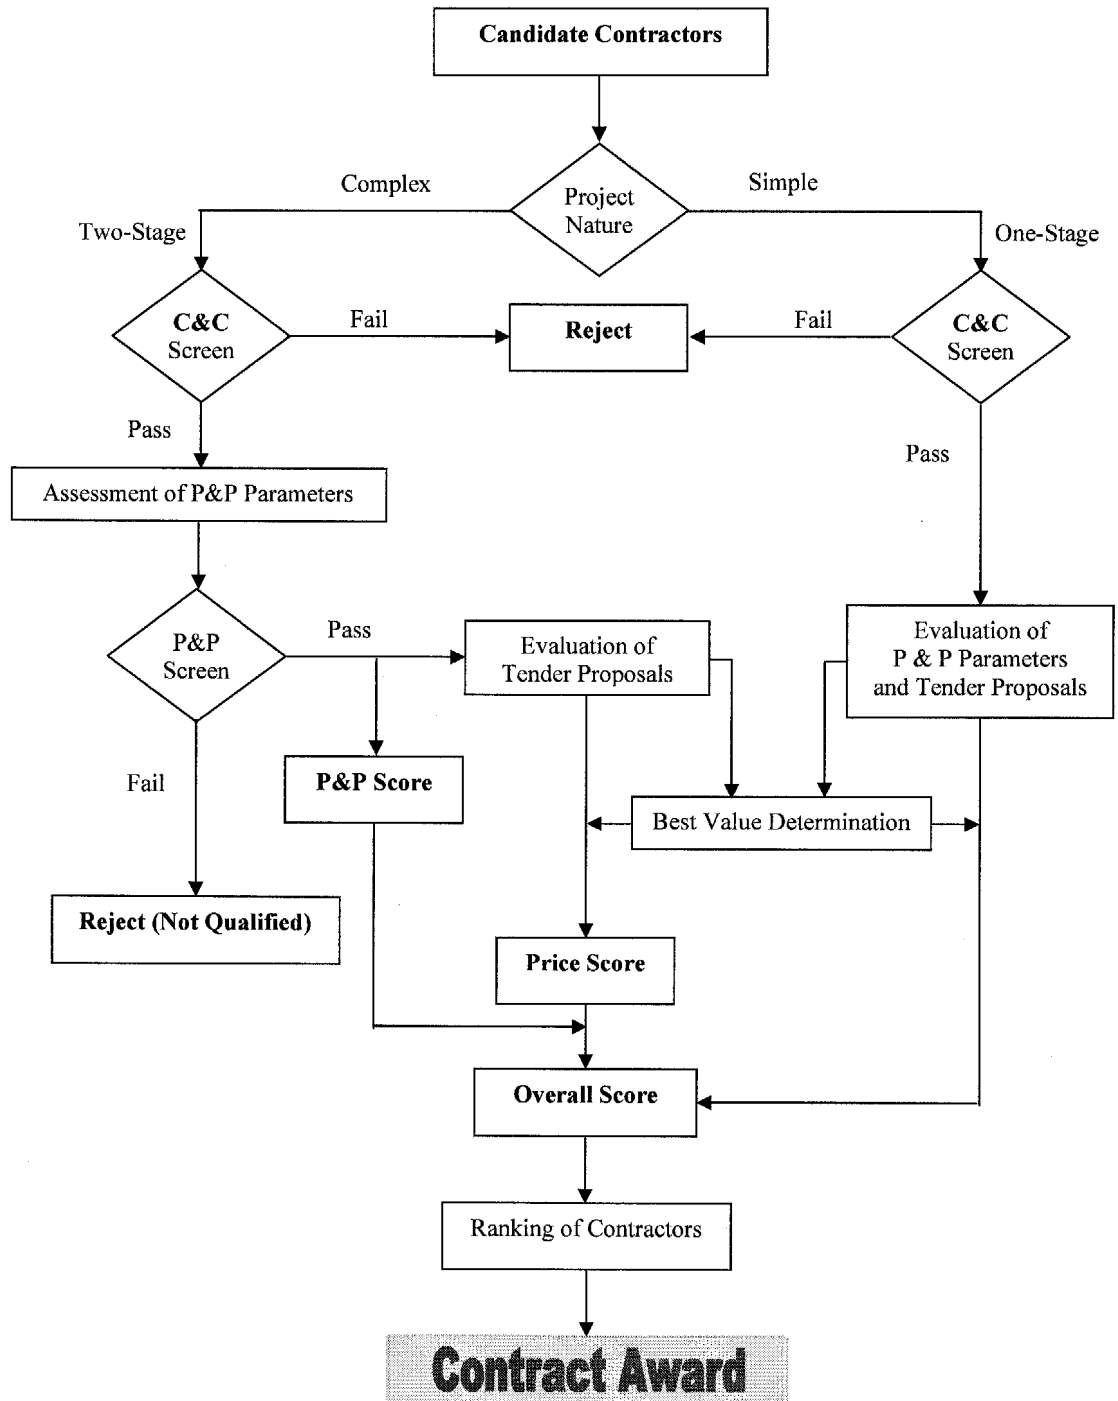 Candidate Contractors
Complex
Simple
Project
Nature
Two-Stage
One-Stage
C&C
Screen
Fail
Reject
Fail
C&C
Screen
Pass
Pass
Assessment of P&P Parameters
P&P
Screen
Pass
Evaluation of
Tender Proposals
Evaluation of
P & P Parameters
and Tender Proposals
Fail
P&P Score
Best Value Determination
Reject (Not Qualified)
Price Score
Overall Score
Ranking of Contractors
Contract Award